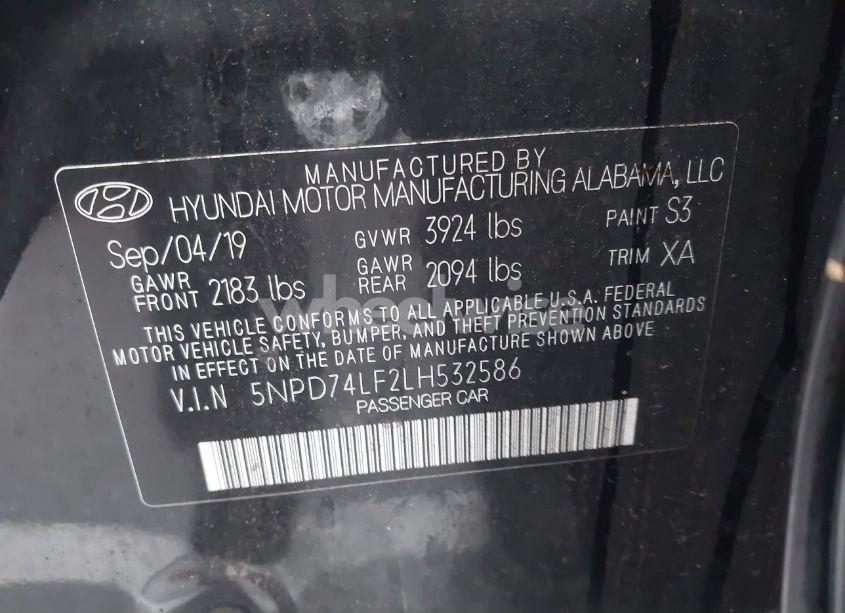 MANUFACTURED BY
HYUNDAI MOTOR MANUFACTURING ALABAMA, LLC
Sep/04/19 GVWR 3924 lbs PAINT S3
GAWR FRONT 2183 lbs GAWR REAR 2094 lbs TRIM XA
THIS VEHICLE CONFORMS TO ALL APPLICABLE U.S.A. FEDERAL
MOTOR VEHICLE SAFETY, BUMPER, AND THEFT PREVENTION STANDARDS
IN EFFECT ON THE DATE OF MANUFACTURE SHOWN ABOVE
V.I.N 5NPD74LF2LH532586
PASSENGER CAR